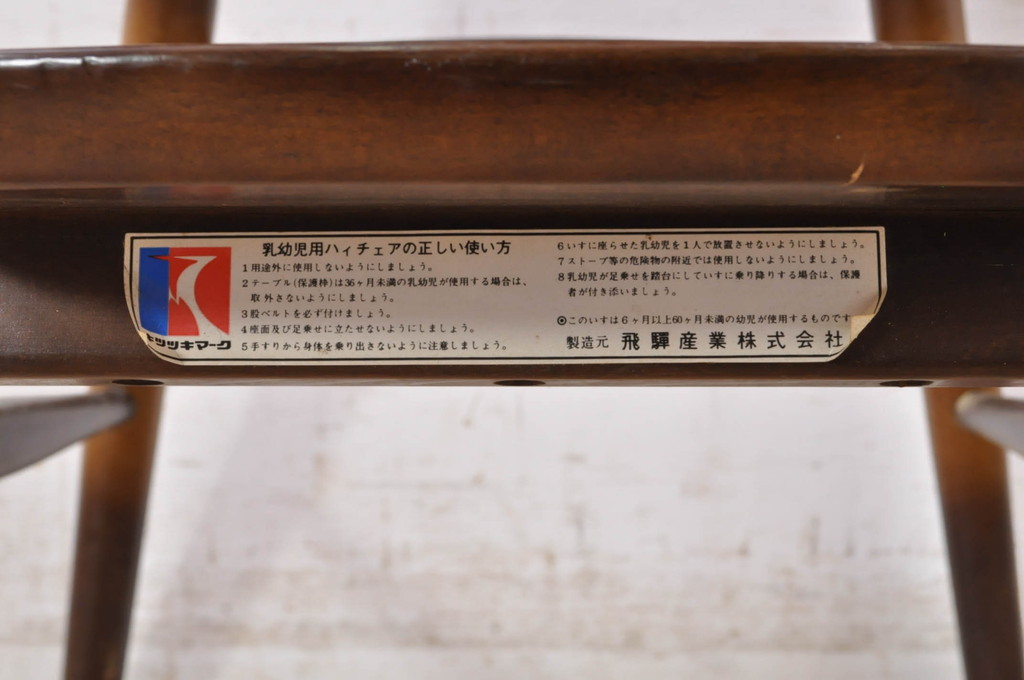 乳幼児用ハィチェアの正しい使い方
1用途外に使用しないようにしましょう。
2テーブル(保護枠)は36ヶ月未満の乳幼児が使用する場合は、
取外さないようにしましょう。
3股ベルトを必ず付けましょう。
4座面及び足乗せに立たせないようにしましょう。
5手すりから身体を乗り出さないように注意しましょう。
キツツキマーク
6いすに座らせた乳幼児を1人で放置させないようにしましょう。
7ストーブ等の危険物の附近では使用しないようにしましょう。
8乳幼児が足乗せを踏台にしていすに乗り降りする場合は、保護
者が付き添いましょう。
◎このいすは6ヶ月以上60ヶ月未満の幼児が使用するものです
製造元 飛騨産業株式会社